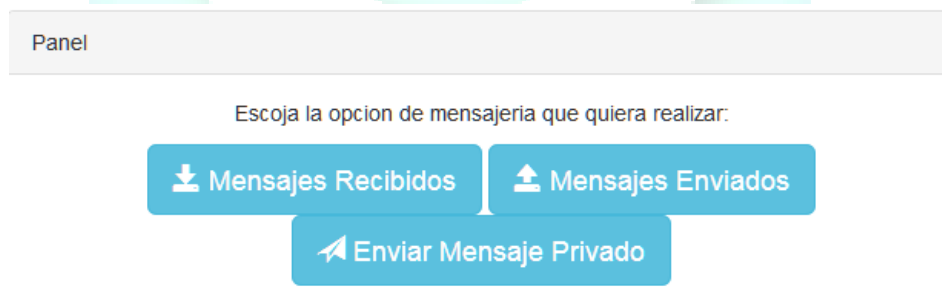 Panel
Escoja la opcion de mensajeria que quiera realizar:
Mensajes Recibidos Mensajes Enviados
Enviar Mensaje Privado